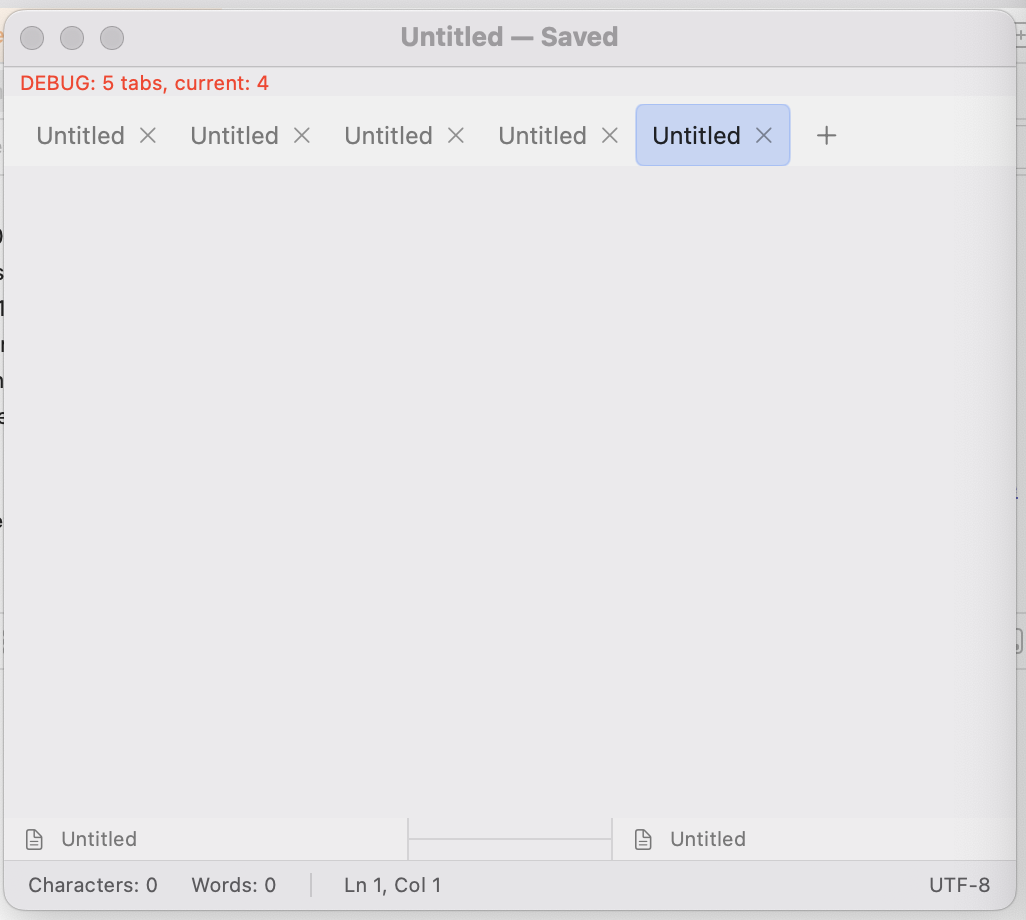 Untitled — Saved
DEBUG: 5 tabs, current: 4
Untitled Untitled Untitled Untitled Untitled
Untitled Untitled
Characters: 0 Words: 0 Ln 1, Col 1 UTF-8